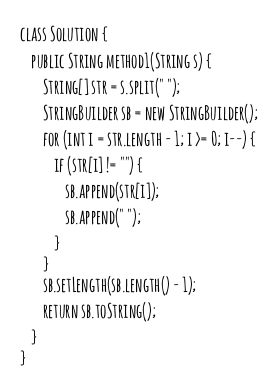 class Solution {
public String method1(String s) {
String[] str = s.split(" ");
StringBuilder sb = new StringBuilder();
for (int i = str.length - 1; i >= 0; i--) {
if (str[i] != "") {
sb.append(str[i]);
sb.append(" ");
}
}
sb.setLength(sb.length() - 1);
return sb.toString();
}
}